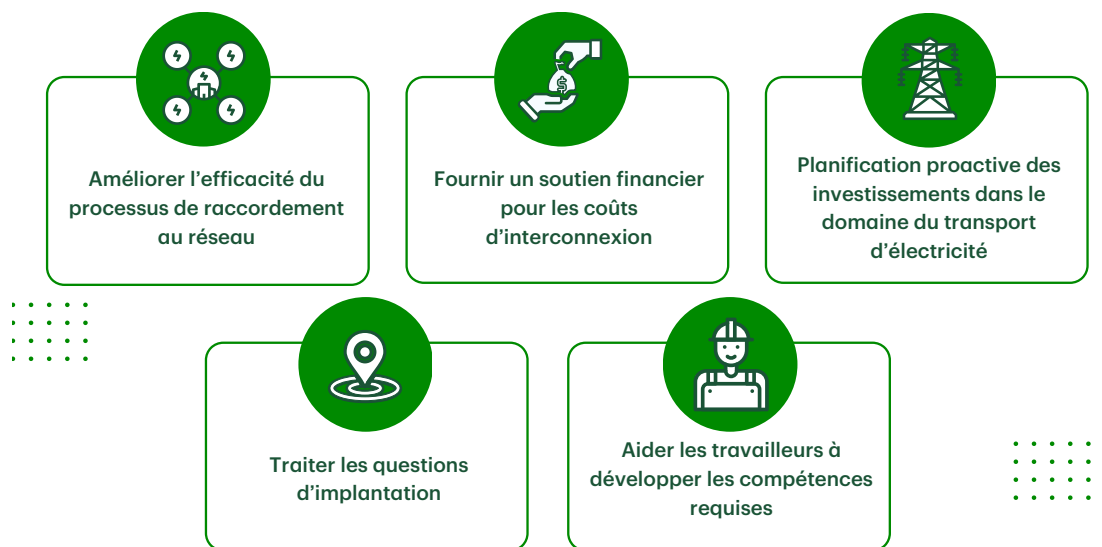 Améliorer l'efficacité du
processus de raccordement
au réseau
Fournir un soutien financier
pour les coûts
d'interconnexion
Planification proactive des
investissements dans le
domaine du transport
d'électricité
Traiter les questions
d'implantation
Aider les travailleurs à
développer les compétences
requises